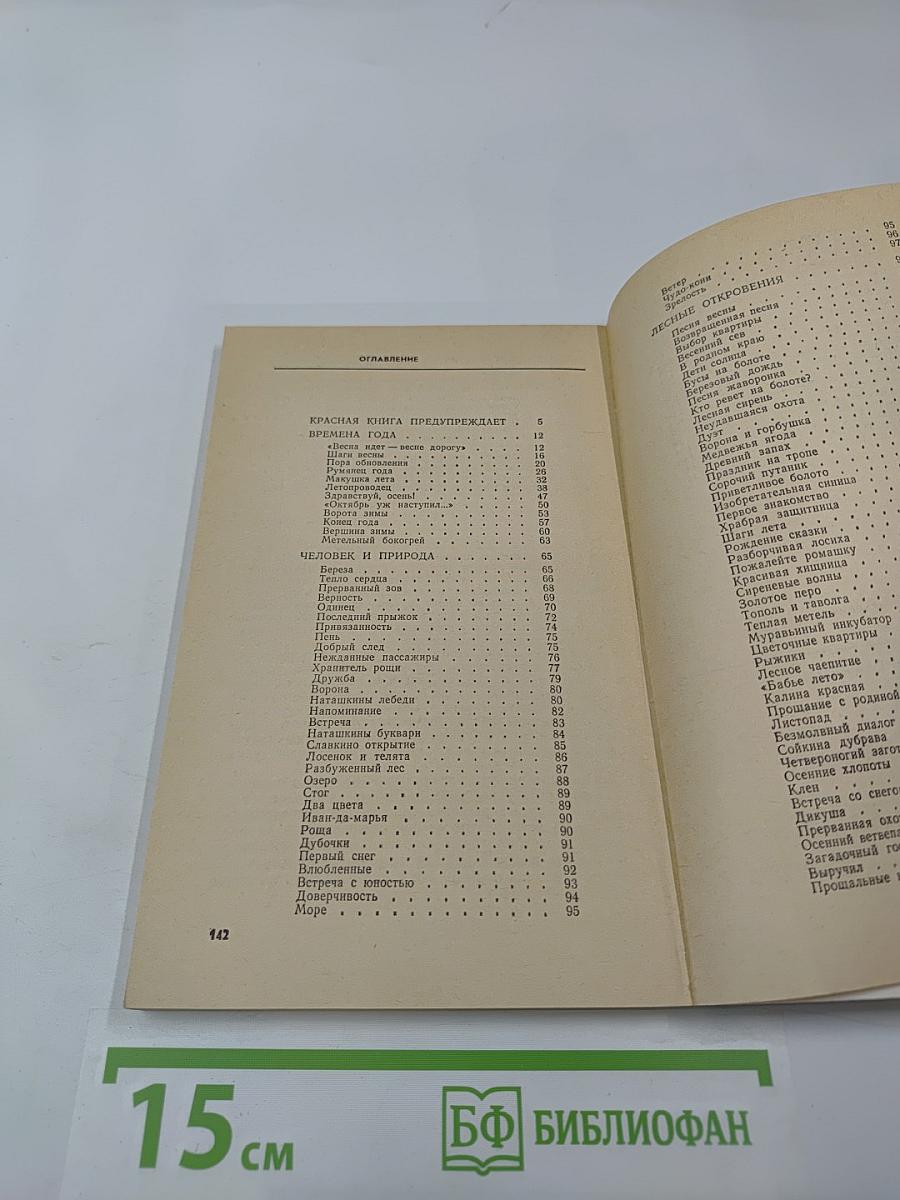 ОГЛАВЛЕНИЕ
КРАСНАЯ КНИГА ПРЕДУПРЕЖДАЕТ . 5
ВРЕМЕНА ГОДА . . . . . . . . . . 12
«Весна идет — весне дорогу» . . . . 12
Шаги весны . . . . . . . . . . 16
Пора обновления . . . . . . . . 20
Румянец года . . . . . . . . . 26
Макушка лета . . . . . . . . . 32
Летопроводец . . . . . . . . . 38
Здравствуй, осень! . . . . . . . 47
«Октябрь уж наступил...» . . . . . 50
Ворота зимы . . . . . . . . . 53
Конец года . . . . . . . . . . 57
Вершина зимы . . . . . . . . . 60
Метельный бокогрей . . . . . . . 63
ЧЕЛОВЕК И ПРИРОДА . . . . . . . 65
Береза . . . . . . . . . . . 65
Тепло сердца . . . . . . . . . 66
Прерванный зов . . . . . . . . 68
Верность . . . . . . . . . . 69
Одинец . . . . . . . . . . . 70
Последний прыжок . . . . . . . 72
Привязанность . . . . . . . . 74
Пень . . . . . . . . . . . . 75
Добрый след . . . . . . . . . 75
Нежданные пассажиры . . . . . . 76
Хранитель рощи . . . . . . . . 77
Дружба . . . . . . . . . . . 79
Ворона . . . . . . . . . . . 80
Наташкины лебеди . . . . . . . 80
Напоминание . . . . . . . . . 82
Встреча . . . . . . . . . . . 83
Наташкины буквари . . . . . . . 84
Славкино открытие . . . . . . . 85
Лосенок и телята . . . . . . . 86
Разбуженный лес . . . . . . . . 87
Озеро . . . . . . . . . . . . 88
Стог . . . . . . . . . . . . 89
Два цвета . . . . . . . . . . 89
Иван-да-марья . . . . . . . . . 90
Роща . . . . . . . . . . . . 90
Дубочки . . . . . . . . . . . 91
Первый снег . . . . . . . . . 91
Влюбленные . . . . . . . . . . 92
Встреча с юностью . . . . . . . 93
Доверчивость . . . . . . . . . 94
Море . . . . . . . . . . . . 95
142
Ветер . . . . . . . . . . . . 95
Чудо-кони . . . . . . . . . . 96
Зрелость . . . . . . . . . . 97
ЛЕСНЫЕ ОТКРОВЕНИЯ
Песня весны
Возвращенная песня
Выбор квартиры
Весенний сев
В родном краю
Дети солнца
Бусы на болоте
Березовый дождь
Песня жаворонка
Кто ревет на болоте?
Лесная сирень
Неудавшаяся охота
Дуэт
Ворона и горбушка
Медвежья ягода
Древний запах
Праздник на тропе
Сорочий путаник
Приветливое болото
Изобретательная синица
Первое знакомство
Храбрая защитница
Шаги лета
Рождение сказки
Разборчивая лосиха
Пожалейте ромашку
Красивая хищница
Сиреневые волны
Золотое перо
Тополь и таволга
Теплая метель
Муравьиный инкубатор
Цветочные квартиры
Рыжики
Лесное чаепитие
«Бабье лето»
Калина красная
Прощание с родиной
Листопад
Безмолвный диалог
Сойкина дубрава
Четвероногий
Осенние хлопоты
Клен
Встреча со
Дикуша
Прерванная
Осенний
Загадочный
Выручил
Прощальные
15 см
БФ БИБЛИОФАН